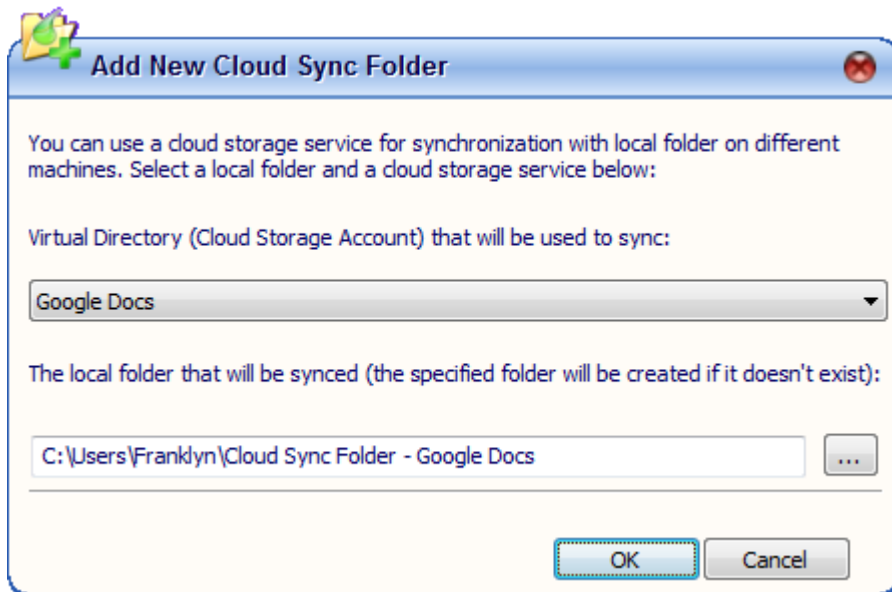 Add New Cloud Sync Folder
You can use a cloud storage service for synchronization with local folder on different
machines. Select a local folder and a cloud storage service below:
Virtual Directory (Cloud Storage Account) that will be used to sync:
Google Docs
The local folder that will be synced (the specified folder will be created if it doesn't exist):
C:\Users\Franklyn\Cloud Sync Folder - Google Docs
...
OK
Cancel